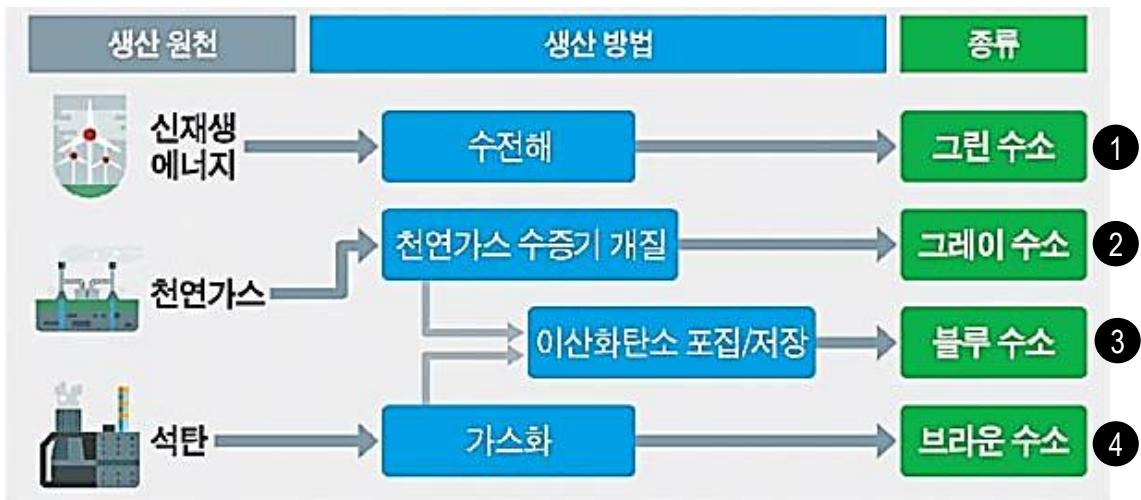 생산 원천
생산 방법
종류
신재생
에너지
수전해
그린 수소
1
천연가스
천연가스 수증기 개질
그레이 수소
2
이산화탄소 포집/저장
블루 수소
3
석탄
가스화
브라운 수소
4